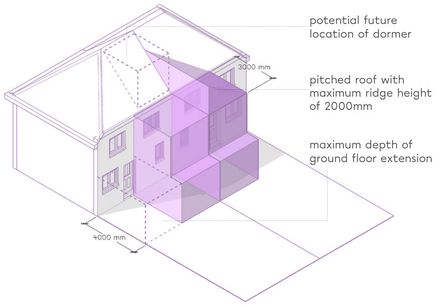 potential future
location of dormer
3000 mm
pitched roof with
maximum ridge height
of 2000mm
maximum depth of
ground floor extension
4000 mm